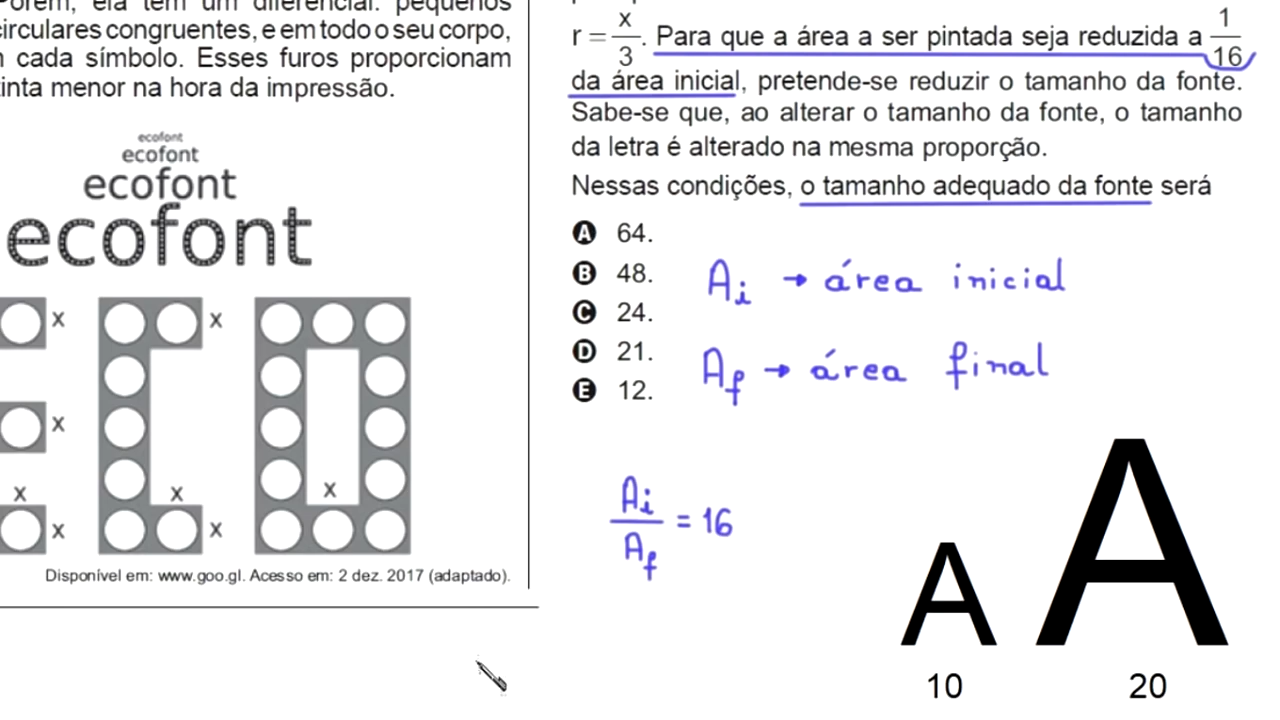 Porém, ela tem um diferencial: pequenos
circulares congruentes, e em todo o seu corpo,
cada símbolo. Esses furos proporcionam
tinta menor na hora da impressão.
ecofont
ecofont
ecofont
ecofont
x x
x
x x x
x x
Disponível em: www.goo.gl. Acesso em: 2 dez. 2017 (adaptado).
r = x/3. Para que a área a ser pintada seja reduzida a 1/16
da área inicial, pretende-se reduzir o tamanho da fonte.
Sabe-se que, ao alterar o tamanho da fonte, o tamanho
da letra é alterado na mesma proporção.
Nessas condições, o tamanho adequado da fonte será
A 64.
B 48.
C 24.
D 21.
E 12.
Ai → área inicial
Af → área final
Ai/Af = 16
A A
10 20